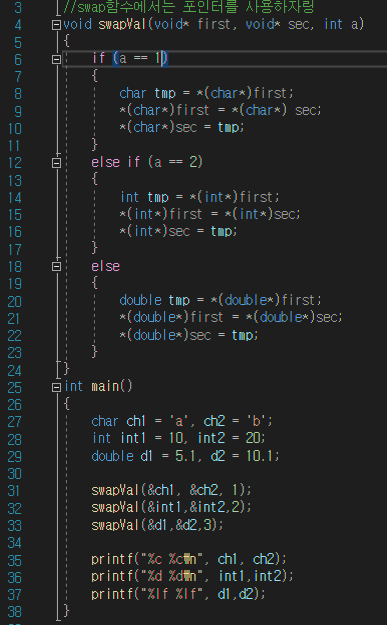 3 //swap함수에서는 포인터를 사용하자링
4 void swapVal(void* first, void* sec, int a)
5 {
6 if (a == 1)
7 {
8 char tmp = *(char*)first;
9 *(char*)first = *(char*) sec;
10 *(char*)sec = tmp;
11 }
12 else if (a == 2)
13 {
14 int tmp = *(int*)first;
15 *(int*)first = *(int*)sec;
16 *(int*)sec = tmp;
17 }
18 else
19 {
20 double tmp = *(double*)first;
21 *(double*)first = *(double*)sec;
22 *(double*)sec = tmp;
23 }
24 }
25 int main()
26 {
27 char ch1 = 'a', ch2 = 'b';
28 int int1 = 10, int2 = 20;
29 double d1 = 5.1, d2 = 10.1;
30
31 swapVal(&ch1, &ch2, 1);
32 swapVal(&int1,&int2,2);
33 swapVal(&d1,&d2,3);
34
35 printf("%c %c₩n", ch1, ch2);
36 printf("%d %d₩n", int1,int2);
37 printf("%lf %lf", d1,d2);
38 }